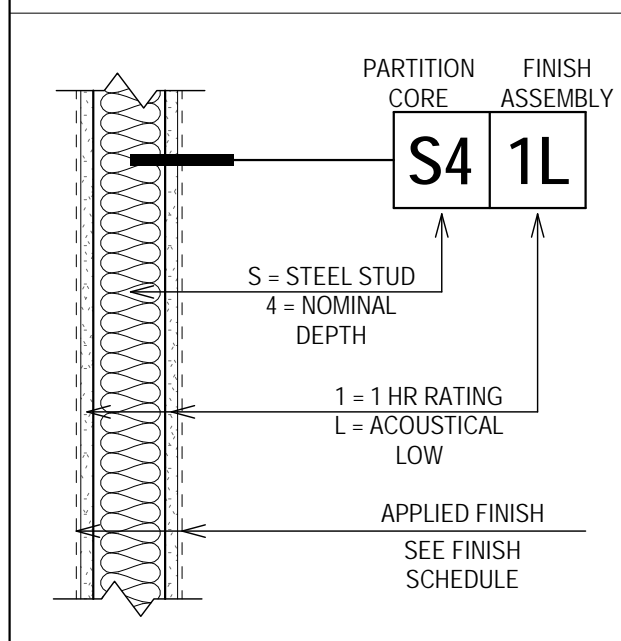 PARTITION
CORE
FINISH
ASSEMBLY
S4 1L
S = STEEL STUD
4 = NOMINAL
DEPTH
1 = 1 HR RATING
L = ACOUSTICAL
LOW
APPLIED FINISH
SEE FINISH
SCHEDULE